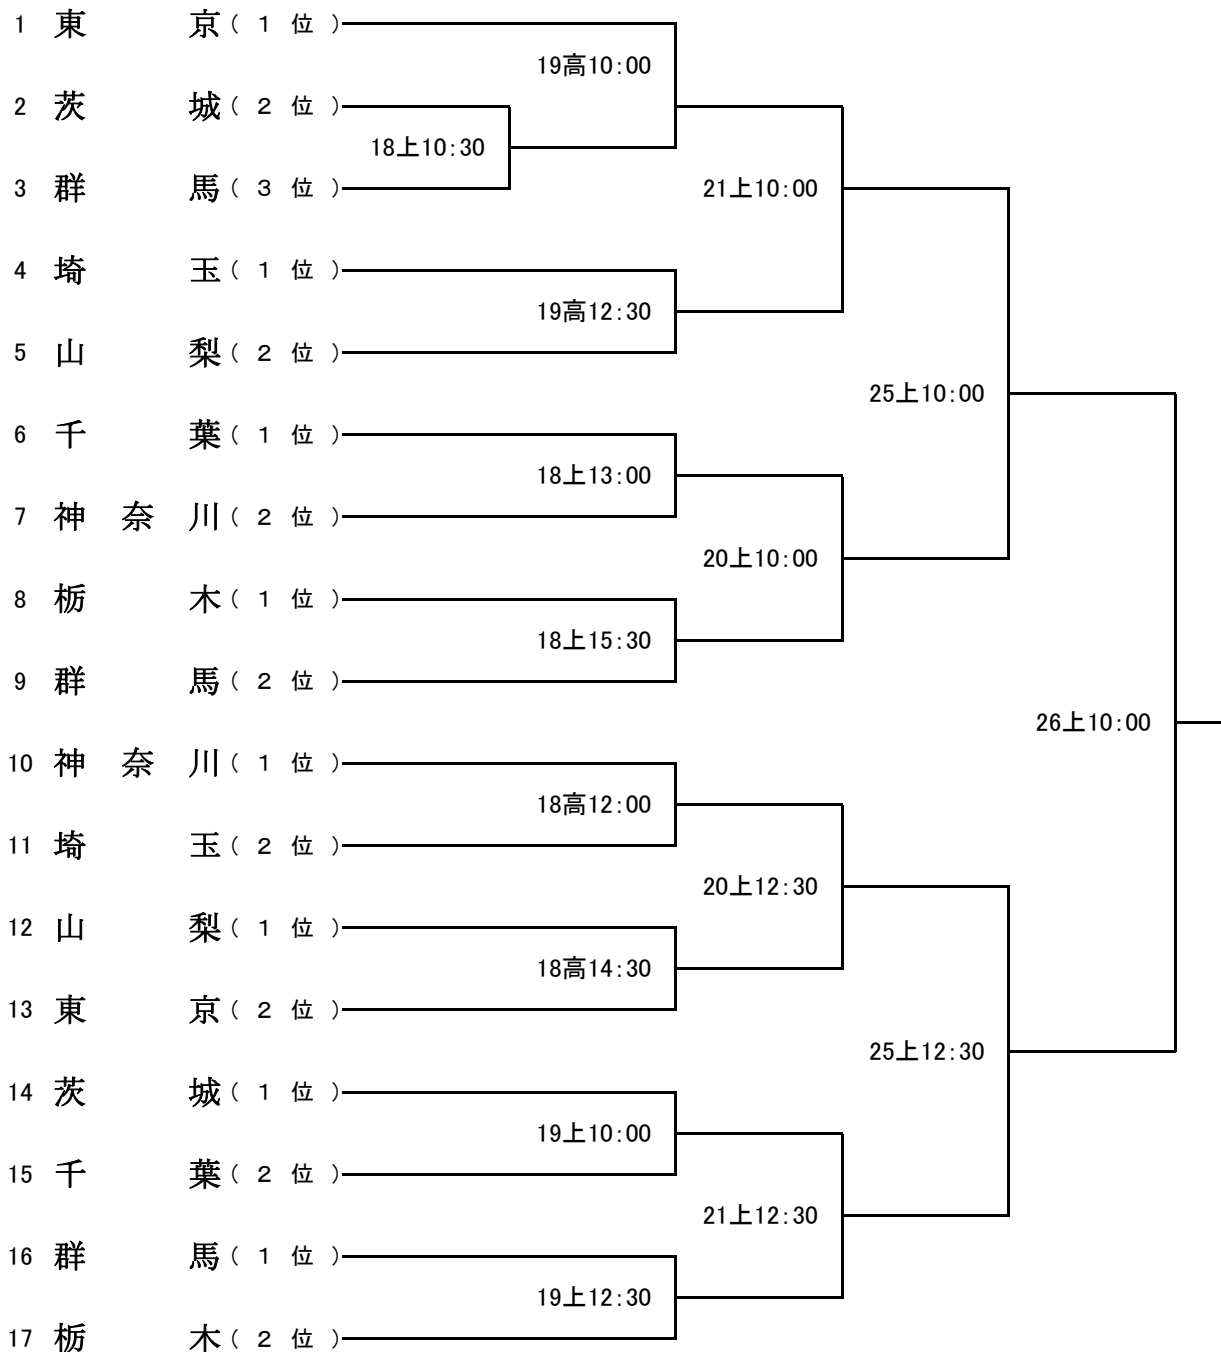 1 東京（1位）
19高10:00
2 茨城（2位）
18上10:30
3 群馬（3位）
21上10:00
4 埼玉（1位）
19高12:30
5 山梨（2位）
25上10:00
6 千葉（1位）
18上13:00
7 神奈川（2位）
20上10:00
8 栃木（1位）
18上15:30
9 群馬（2位）
26上10:00
10 神奈川（1位）
18高12:00
11 埼玉（2位）
20上12:30
12 山梨（1位）
18高14:30
13 東京（2位）
25上12:30
14 茨城（1位）
19上10:00
15 千葉（2位）
21上12:30
16 群馬（1位）
19上12:30
17 栃木（2位）